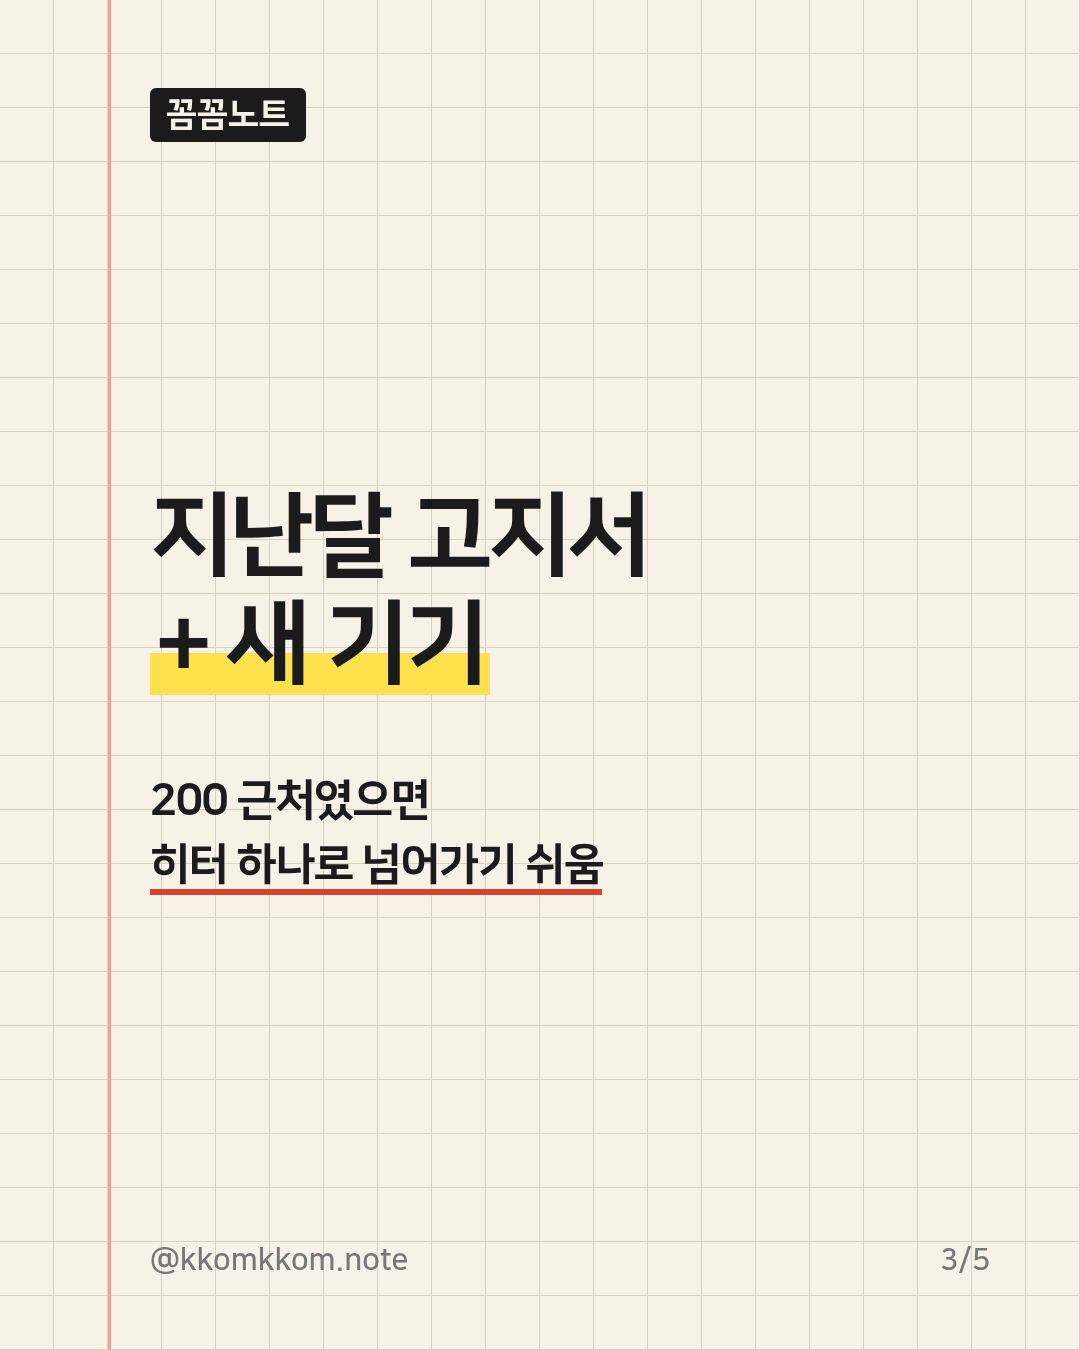 꼼꼼노트
지난달 고지서
+ 새 기기
200 근처였으면
히터 하나로 넘어가기 쉬움
@kkomkkom.note
3/5